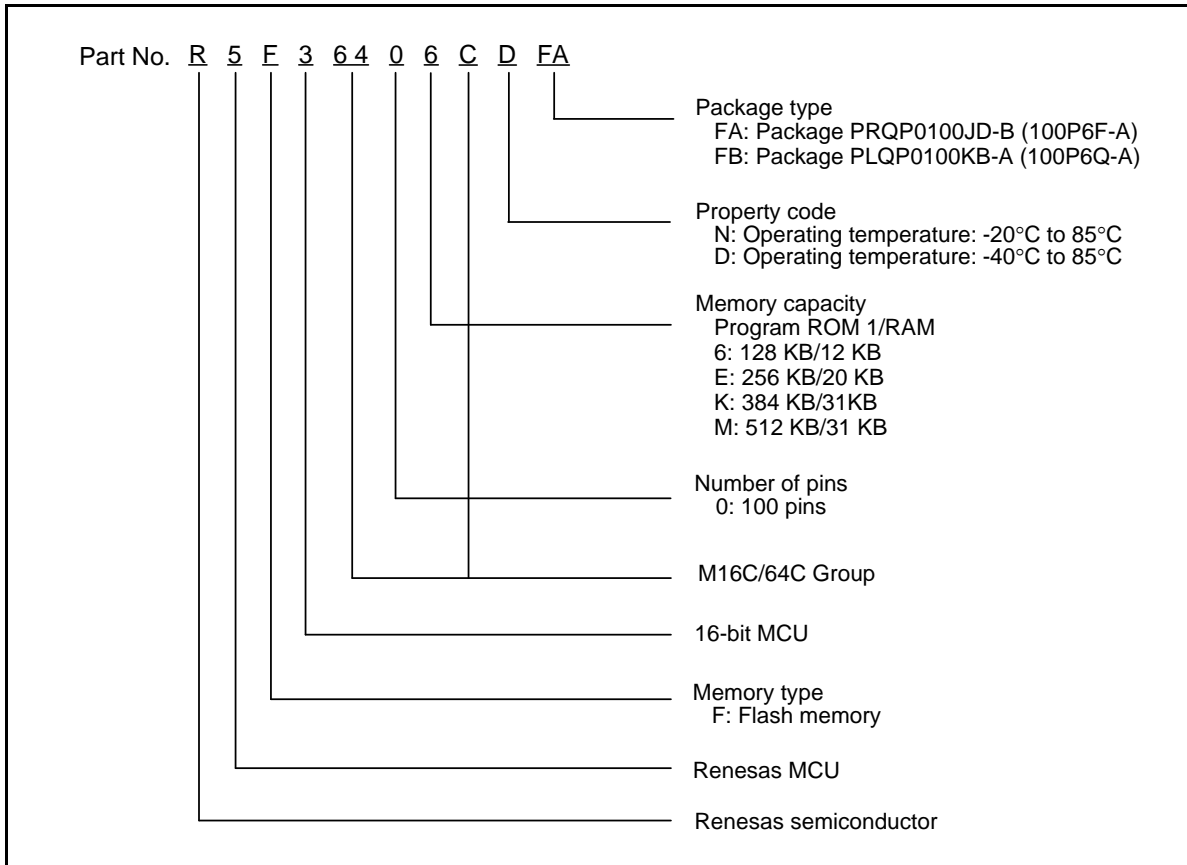 Part No. R 5 F 3 6 4 0 6 C D FA
Package type
FA: Package PRQP0100JD-B (100P6F-A)
FB: Package PLQP0100KB-A (100P6Q-A)
Property code
N: Operating temperature: -20°C to 85°C
D: Operating temperature: -40°C to 85°C
Memory capacity
Program ROM 1/RAM
6: 128 KB/12 KB
E: 256 KB/20 KB
K: 384 KB/31KB
M: 512 KB/31 KB
Number of pins
0: 100 pins
M16C/64C Group
16-bit MCU
Memory type
F: Flash memory
Renesas MCU
Renesas semiconductor